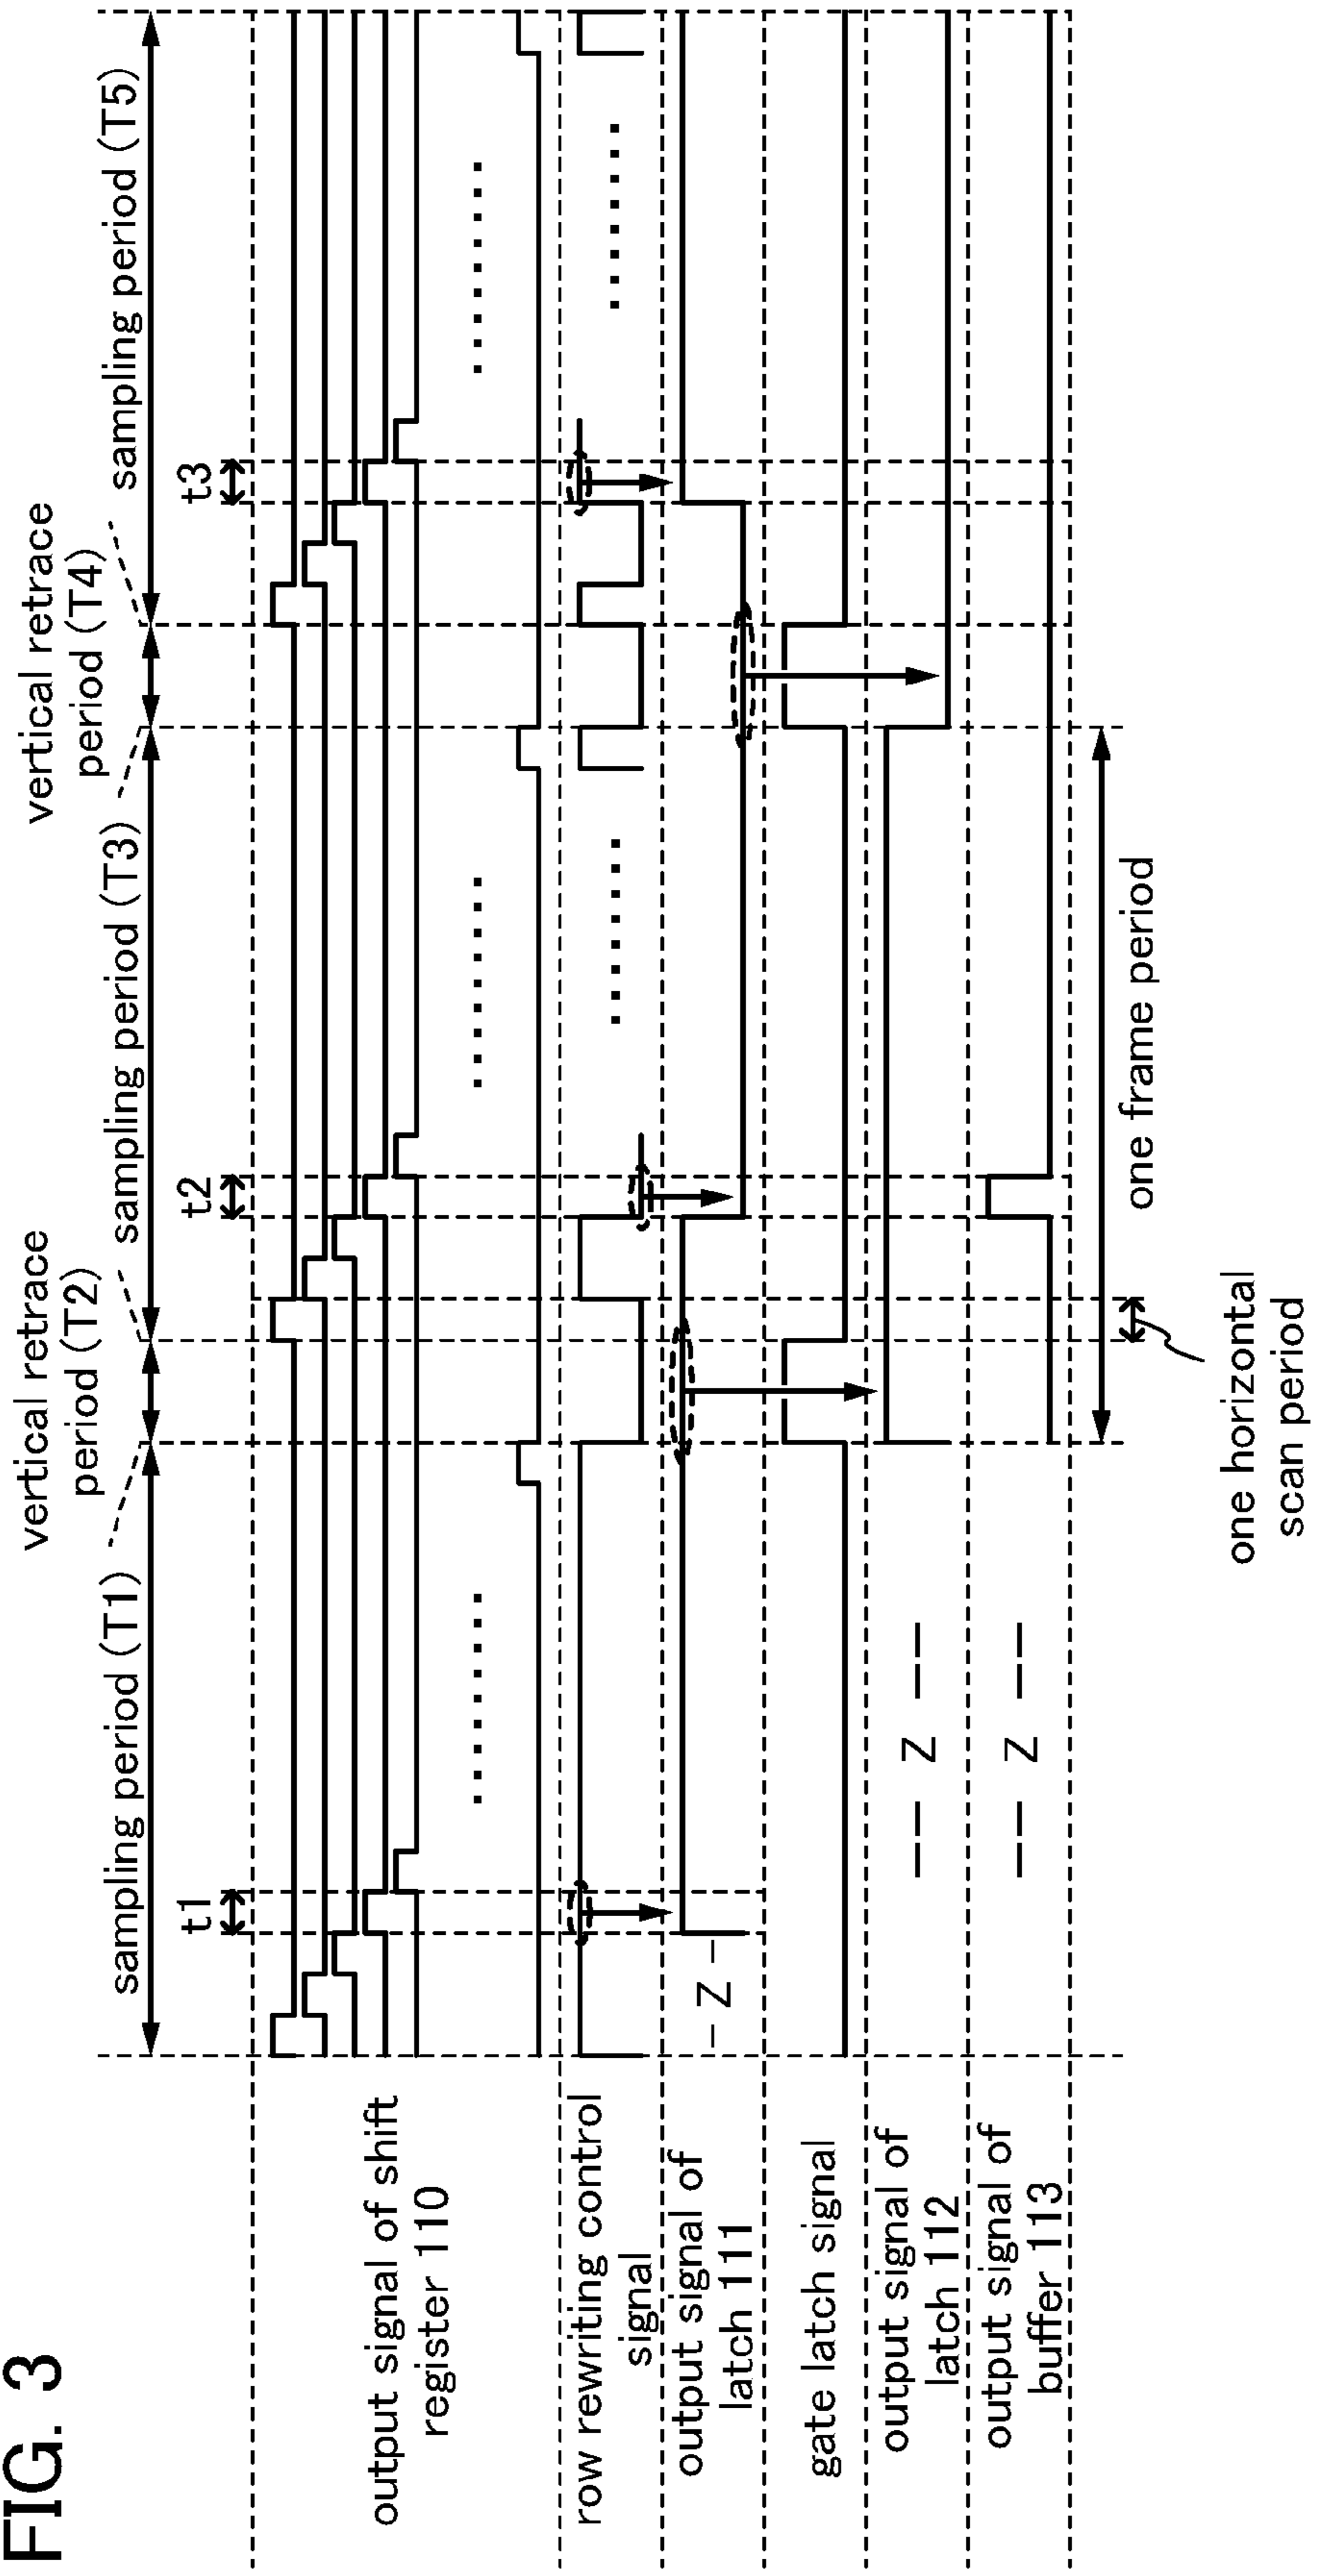 FIG. 3
vertical retrace
period (T2)
vertical retrace
period (T4)
sampling period (T1)
sampling period (T3)
sampling period (T5)
t1
t2
t3
output signal of shift
register 110
row rewriting control
signal
output signal of
latch 111
– Z –
gate latch signal
output signal of
latch 112
–– Z ––
output signal of
buffer 113
–– Z ––
one frame period
one horizontal
scan period